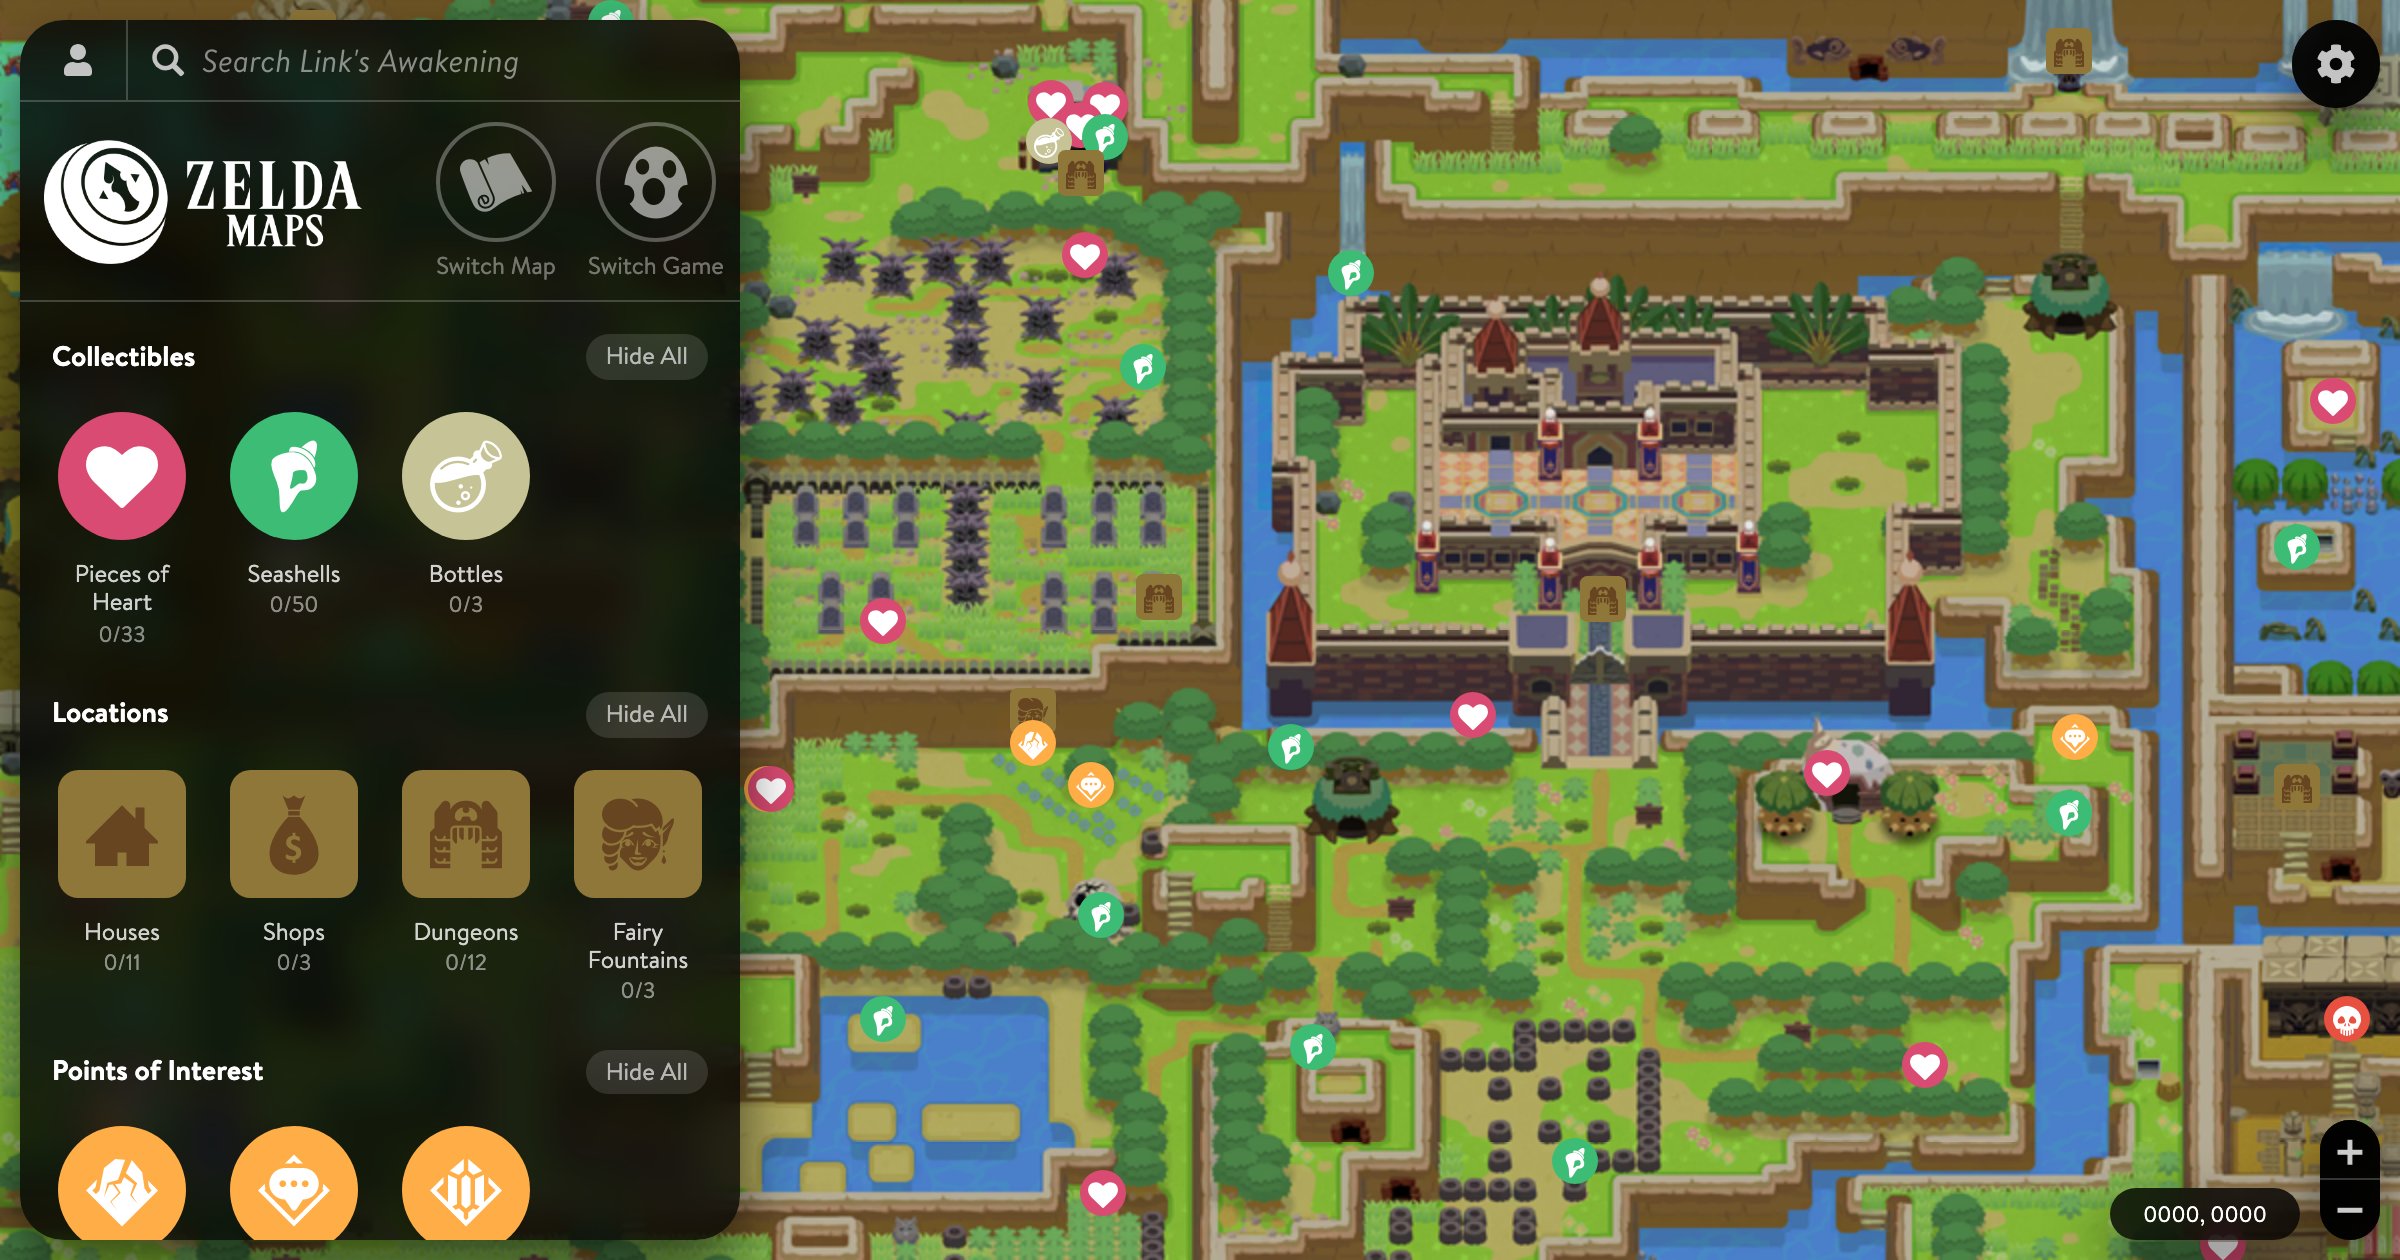 Search Link's Awakening
ZELDA
MAPS
Switch Map
Switch Game
Collectibles
Hide All
Pieces of
Heart
0/33
Seashells
0/50
Bottles
0/3
Locations
Hide All
Houses
0/11
$
Shops
0/3
Dungeons
0/12
Fairy
Fountains
0/3
Points of Interest
Hide All
+
0000, 0000
−